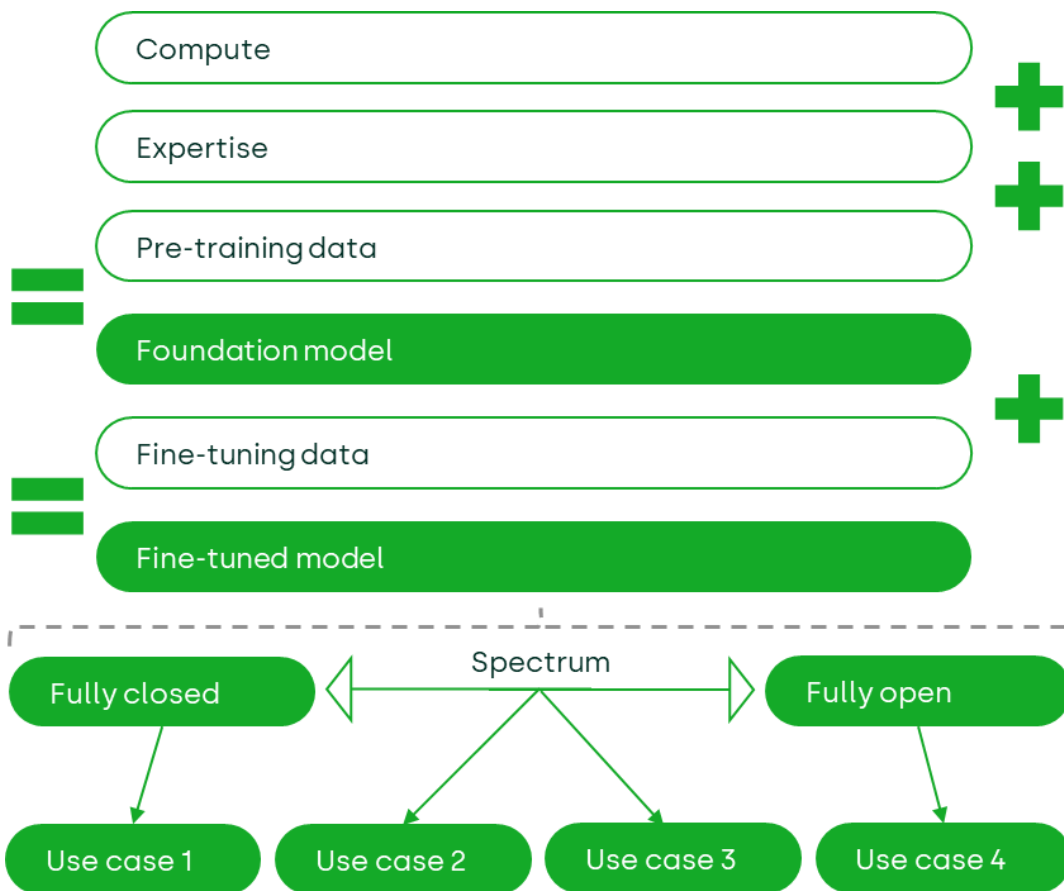 Compute
Expertise
Pre-training data
Foundation model
Fine-tuning data
Fine-tuned model
Spectrum
Fully closed
Fully open
Use case 1
Use case 2
Use case 3
Use case 4